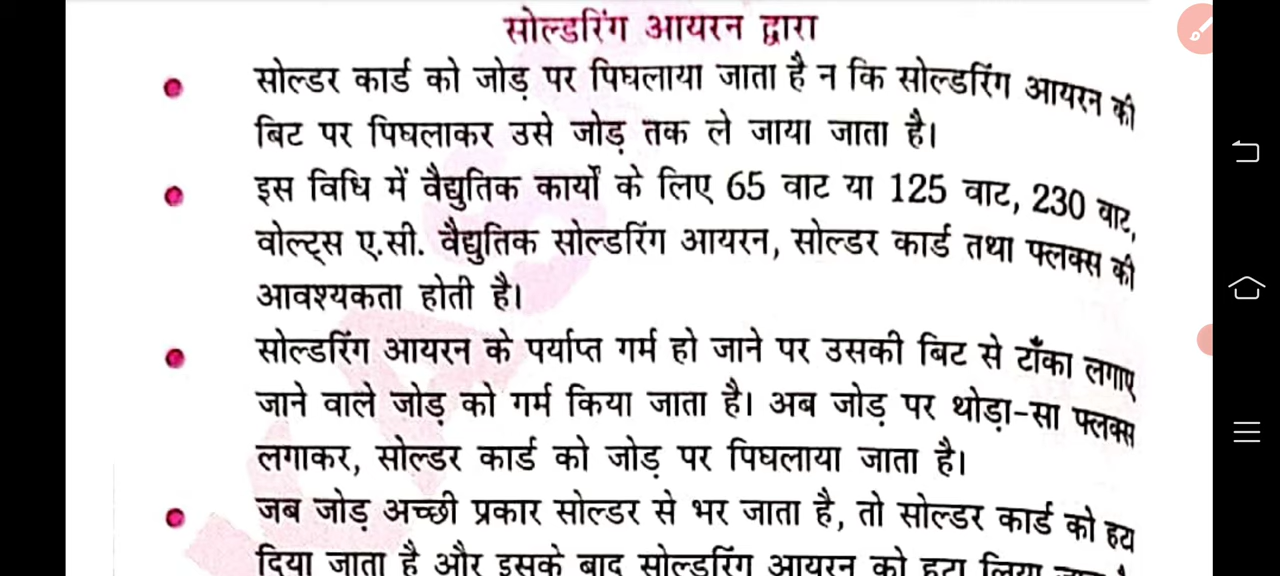 सोल्डरिंग आयरन द्वारा
सोल्डर कार्ड को जोड़ पर पिघलाया जाता है न कि सोल्डरिंग आयरन की
बिट पर पिघलाकर उसे जोड़ तक ले जाया जाता है।
इस विधि में वैद्युतिक कार्यों के लिए 65 वाट या 125 वाट, 230 वाट,
वोल्ट्स ए.सी. वैद्युतिक सोल्डरिंग आयरन, सोल्डर कार्ड तथा फ्लक्स की
आवश्यकता होती है।
सोल्डरिंग आयरन के पर्याप्त गर्म हो जाने पर उसकी बिट से टाँका लगाए
जाने वाले जोड़ को गर्म किया जाता है। अब जोड़ पर थोड़ा-सा फ्लक्स
लगाकर, सोल्डर कार्ड को जोड़ पर पिघलाया जाता है।
जब जोड़ अच्छी प्रकार सोल्डर से भर जाता है, तो सोल्डर कार्ड को हटा
दिया जाता है और इसके बाद सोल्डरिंग आयरन को हटा लिया